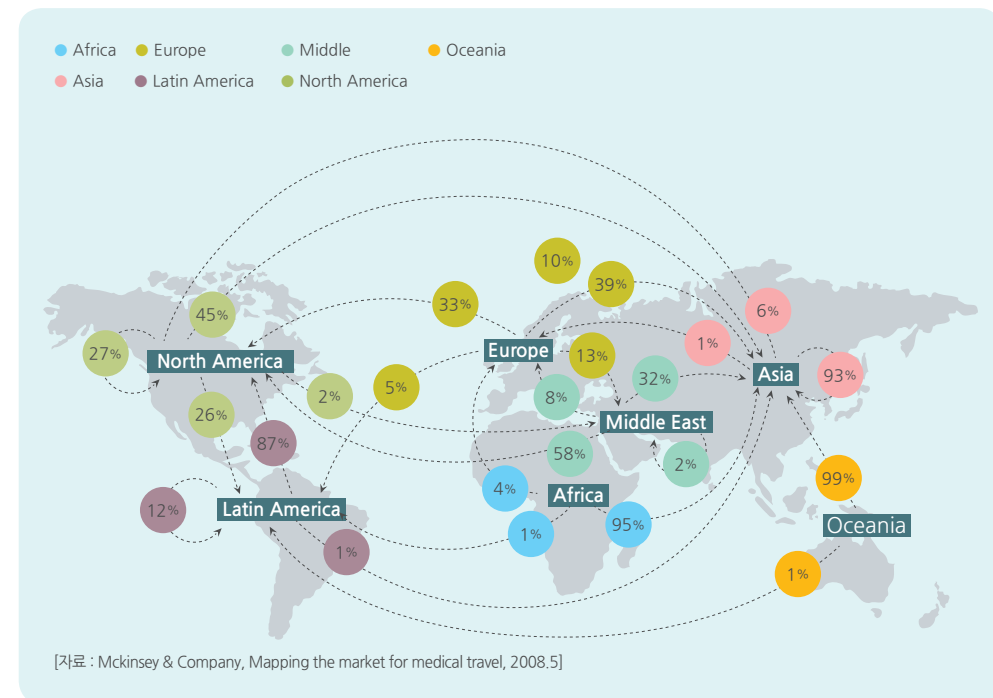 Africa Europe Middle Oceania
Asia Latin America North America
10%
39%
45%
33%
6%
27%
North America
1%
Europe
13%
Asia
93%
32%
5%
2%
8%
26%
Middle East
87%
58%
2%
99%
4%
Africa
12%
Latin America
1%
95%
Oceania
1%
1%
[자료 : Mckinsey & Company, Mapping the market for medical travel, 2008.5]